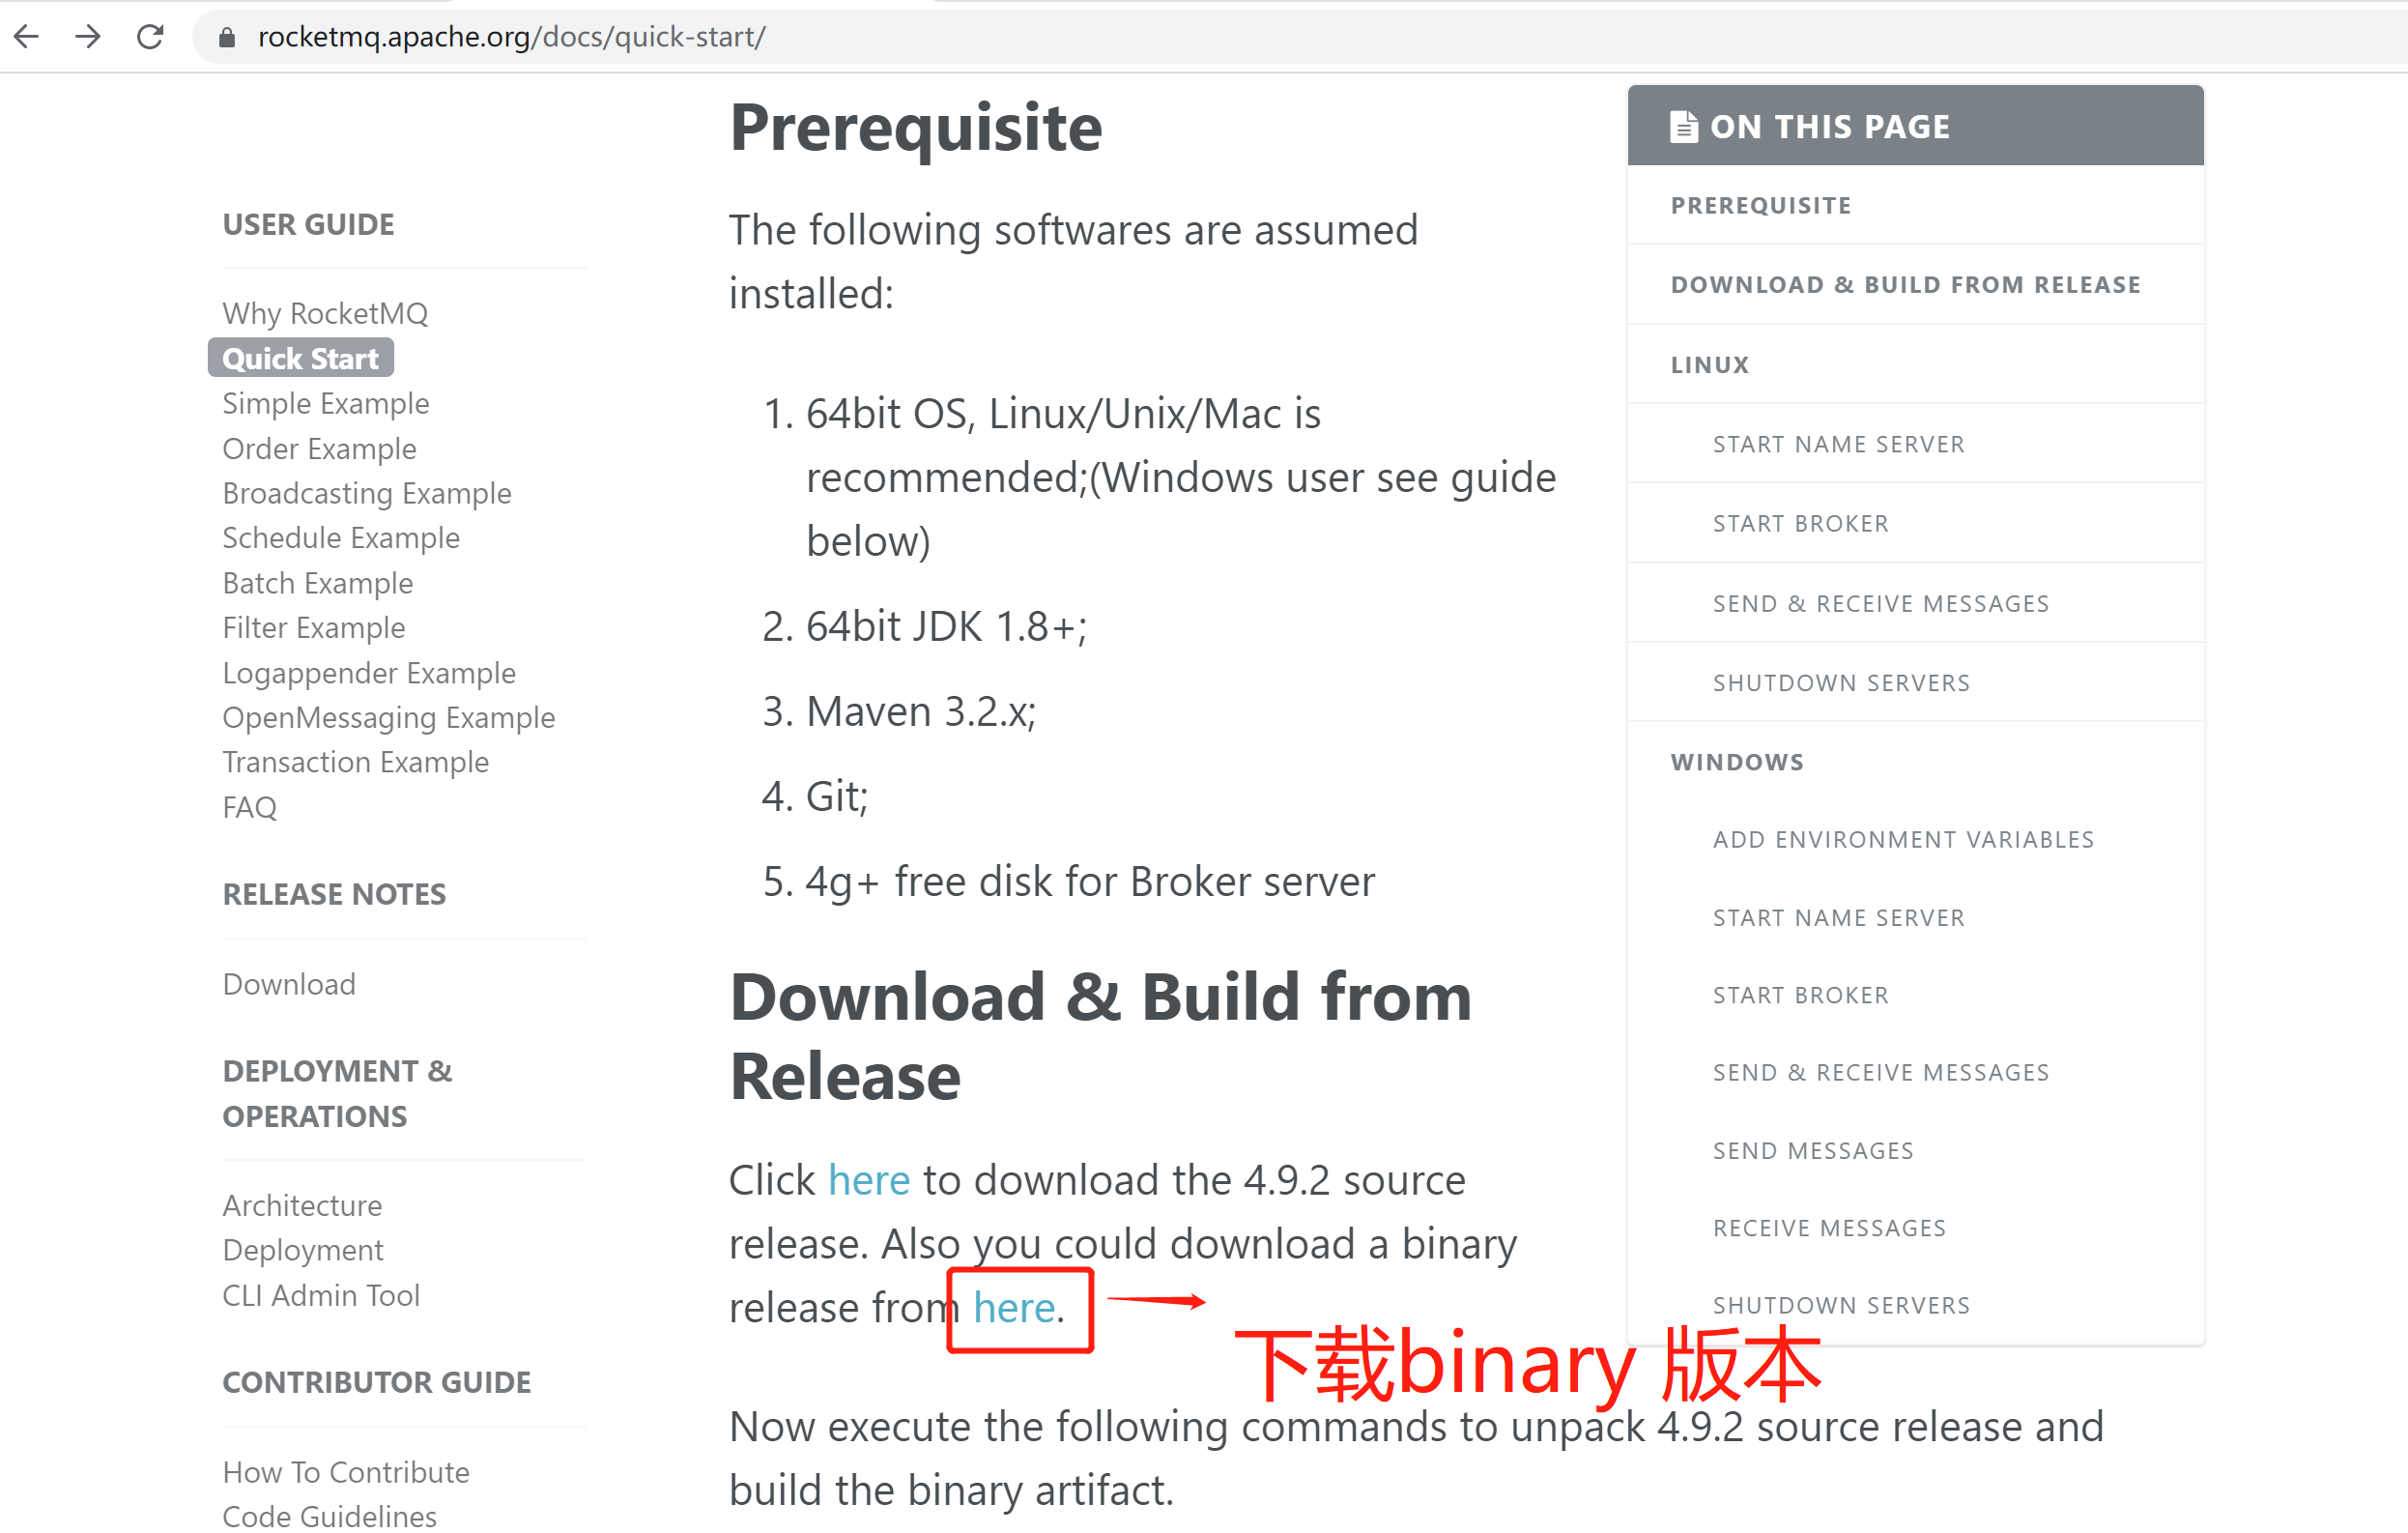 rocketmq.apache.org/docs/quick-start/
USER GUIDE
Why RocketMQ
Quick Start
Simple Example
Order Example
Broadcasting Example
Schedule Example
Batch Example
Filter Example
Logappender Example
OpenMessaging Example
Transaction Example
FAQ
RELEASE NOTES
Download
DEPLOYMENT &
OPERATIONS
Architecture
Deployment
CLI Admin Tool
CONTRIBUTOR GUIDE
How To Contribute
Code Guidelines
Prerequisite
The following softwares are assumed
installed:
1. 64bit OS, Linux/Unix/Mac is
recommended;(Windows user see guide
below)
2. 64bit JDK 1.8+;
3. Maven 3.2.x;
4. Git;
5. 4g+ free disk for Broker server
Download & Build from
Release
Click here to download the 4.9.2 source
release. Also you could download a binary
release from here.
下载binary 版本
Now execute the following commands to unpack 4.9.2 source release and
build the binary artifact.
ON THIS PAGE
PREREQUISITE
DOWNLOAD & BUILD FROM RELEASE
LINUX
START NAME SERVER
START BROKER
SEND & RECEIVE MESSAGES
SHUTDOWN SERVERS
WINDOWS
ADD ENVIRONMENT VARIABLES
START NAME SERVER
START BROKER
SEND & RECEIVE MESSAGES
SEND MESSAGES
RECEIVE MESSAGES
SHUTDOWN SERVERS